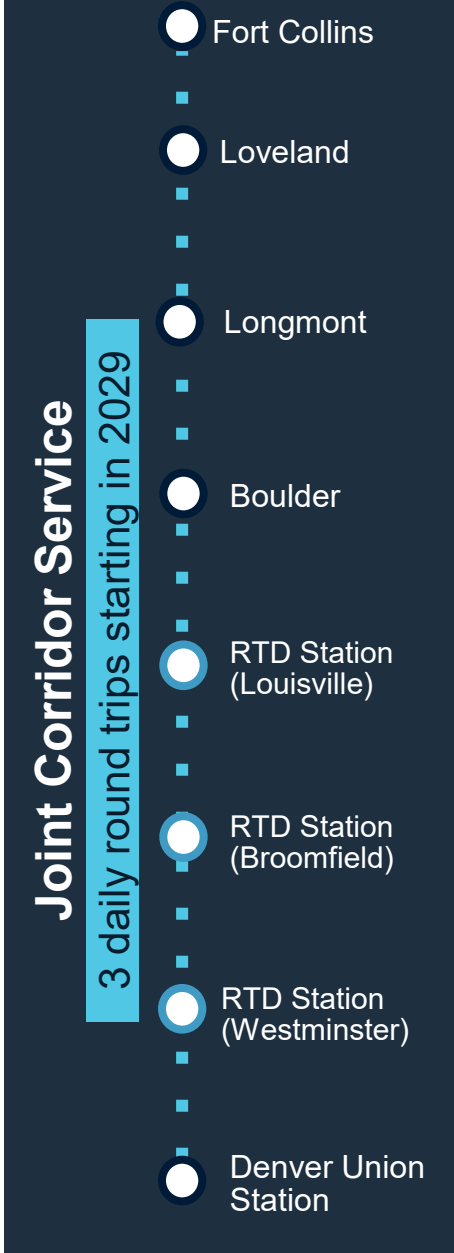 Fort Collins
Loveland
Longmont
Boulder
RTD Station
(Louisville)
RTD Station
(Broomfield)
RTD Station
(Westminster)
Denver Union
Station
Joint Corridor Service
3 daily round trips starting in 2029